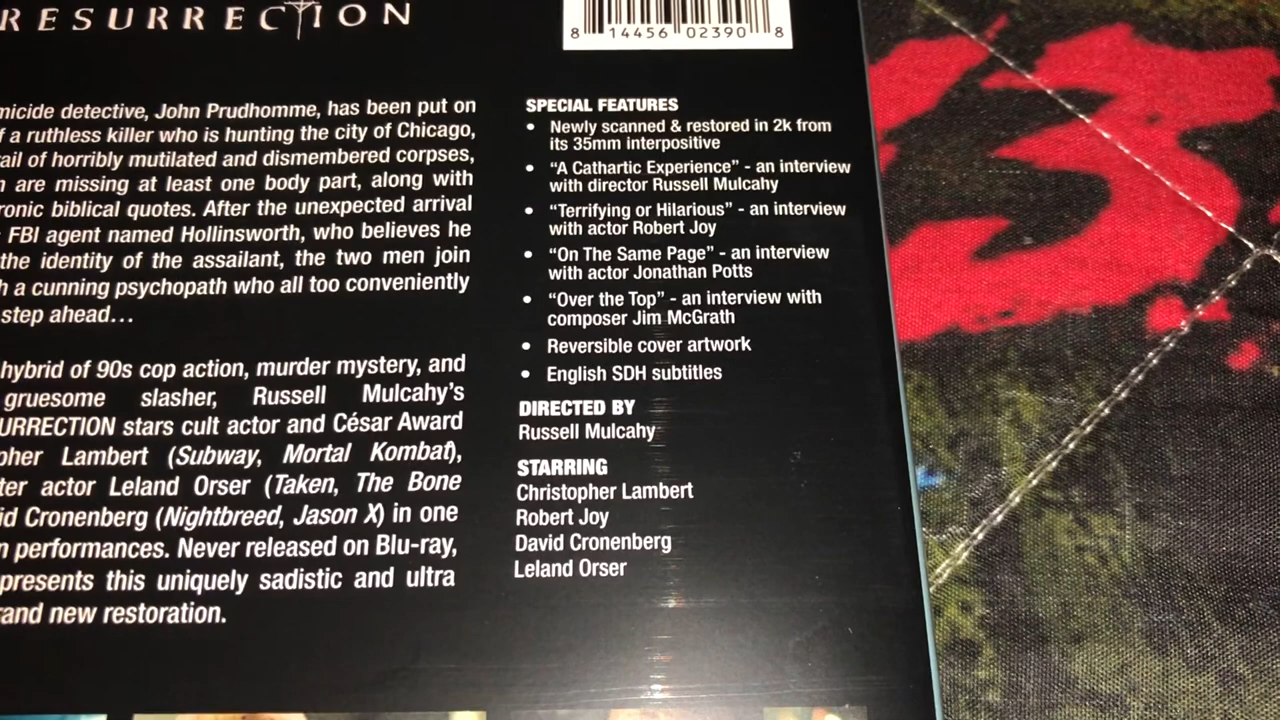 RESURRECTION
8 14456 02390 8
micide detective, John Prudhomme, has been put on
f a ruthless killer who is hunting the city of Chicago,
ail of horribly mutilated and dismembered corpses,
are missing at least one body part, along with
ronic biblical quotes. After the unexpected arrival
FBI agent named Hollinsworth, who believes he
the identity of the assailant, the two men join
h a cunning psychopath who all too conveniently
step ahead…
hybrid of 90s cop action, murder mystery, and
gruesome slasher, Russell Mulcahy's
URRECTION stars cult actor and César Award
pher Lambert (Subway, Mortal Kombat),
ter actor Leland Orser (Taken, The Bone
id Cronenberg (Nightbreed, Jason X) in one
n performances. Never released on Blu-ray,
presents this uniquely sadistic and ultra
and new restoration.
SPECIAL FEATURES
• Newly scanned & restored in 2k from
its 35mm interpositive
• “A Cathartic Experience” - an interview
with director Russell Mulcahy
• “Terrifying or Hilarious” - an interview
with actor Robert Joy
• “On The Same Page” - an interview
with actor Jonathan Potts
• “Over the Top” - an interview with
composer Jim McGrath
• Reversible cover artwork
• English SDH subtitles
DIRECTED BY
Russell Mulcahy
STARRING
Christopher Lambert
Robert Joy
David Cronenberg
Leland Orser